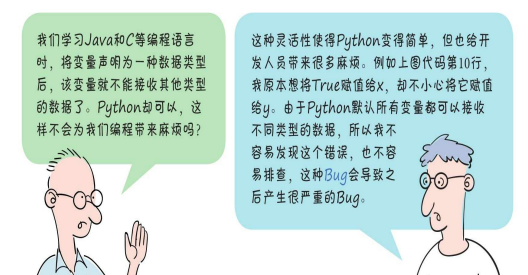 我们学习Java和C等编程语言
时，将变量声明为一种数据类型
后，该变量就不能接收其他类型
的数据了。Python却可以，这
样不会为我们编程带来麻烦吗？
这种灵活性使得Python变得简单，但也给开
发人员带来很多麻烦。例如上图代码第10行，
我原本想将True赋值给x，却不小心将它赋值
给y。由于Python默认所有变量都可以接收
不同类型的数据，所以我不
容易发现这个错误，也不容
易排查，这种Bug会导致之
后产生很严重的Bug。